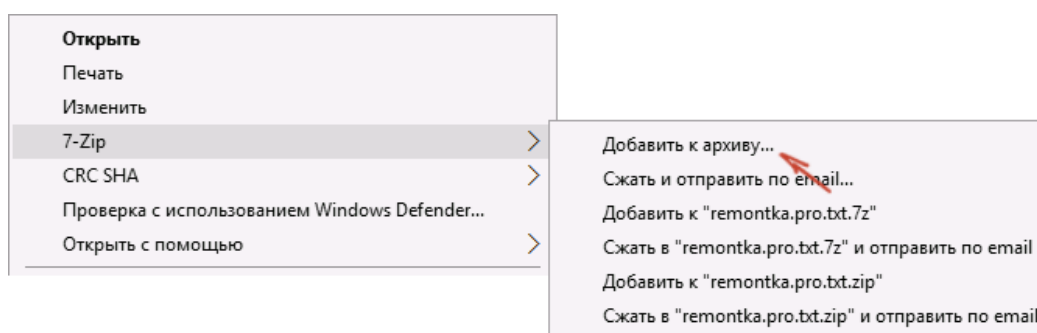 Открыть
Печать
Изменить
7-Zip
CRC SHA
Проверка с использованием Windows Defender...
Открыть с помощью
Добавить к архиву...
Сжать и отправить по email...
Добавить к "remontka.pro.txt.7z"
Сжать в "remontka.pro.txt.7z" и отправить по email
Добавить к "remontka.pro.txt.zip"
Сжать в "remontka.pro.txt.zip" и отправить по email